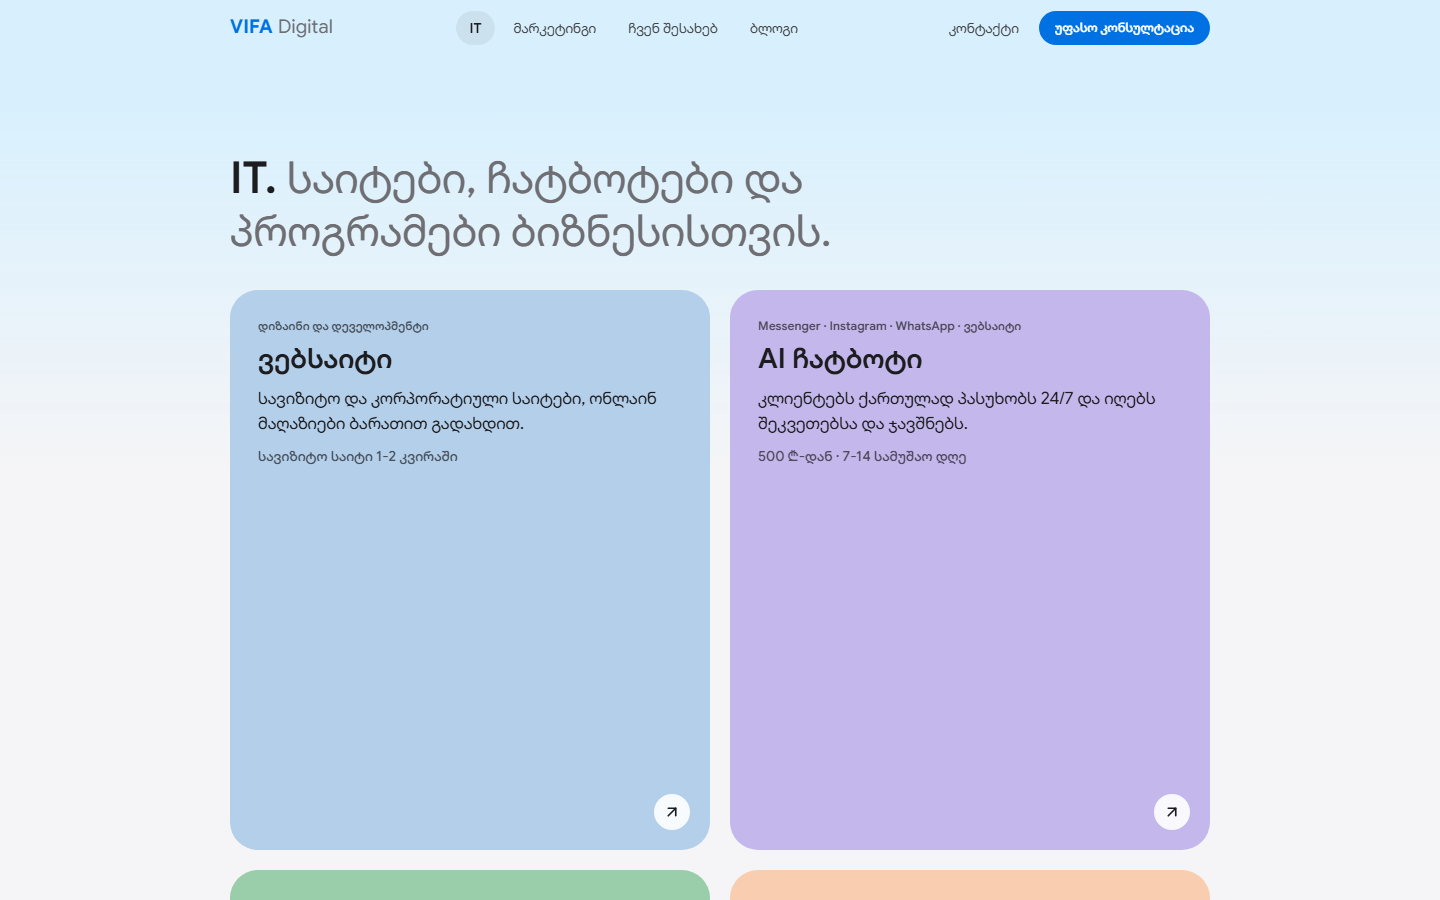 VIFA Digital
IT
მარკეტინგი
ჩვენ შესახებ
ბლოგი
კონტაქტი
უფასო კონსულტაცია
IT. საიტები, ჩატბოტები და
პროგრამები ბიზნესისთვის.
დიზაინი და დეველოპმენტი
ვებსაიტი
სავიზიტო და კორპორატიული საიტები, ონლაინ
მაღაზიები ბარათით გადახდით.
სავიზიტო საიტი 1-2 კვირაში
Messenger · Instagram · WhatsApp · ვებსაიტი
AI ჩატბოტი
კლიენტებს ქართულად პასუხობს 24/7 და იღებს
შეკვეთებსა და ჯავშნებს.
500 ₾-დან · 7-14 სამუშაო დღე